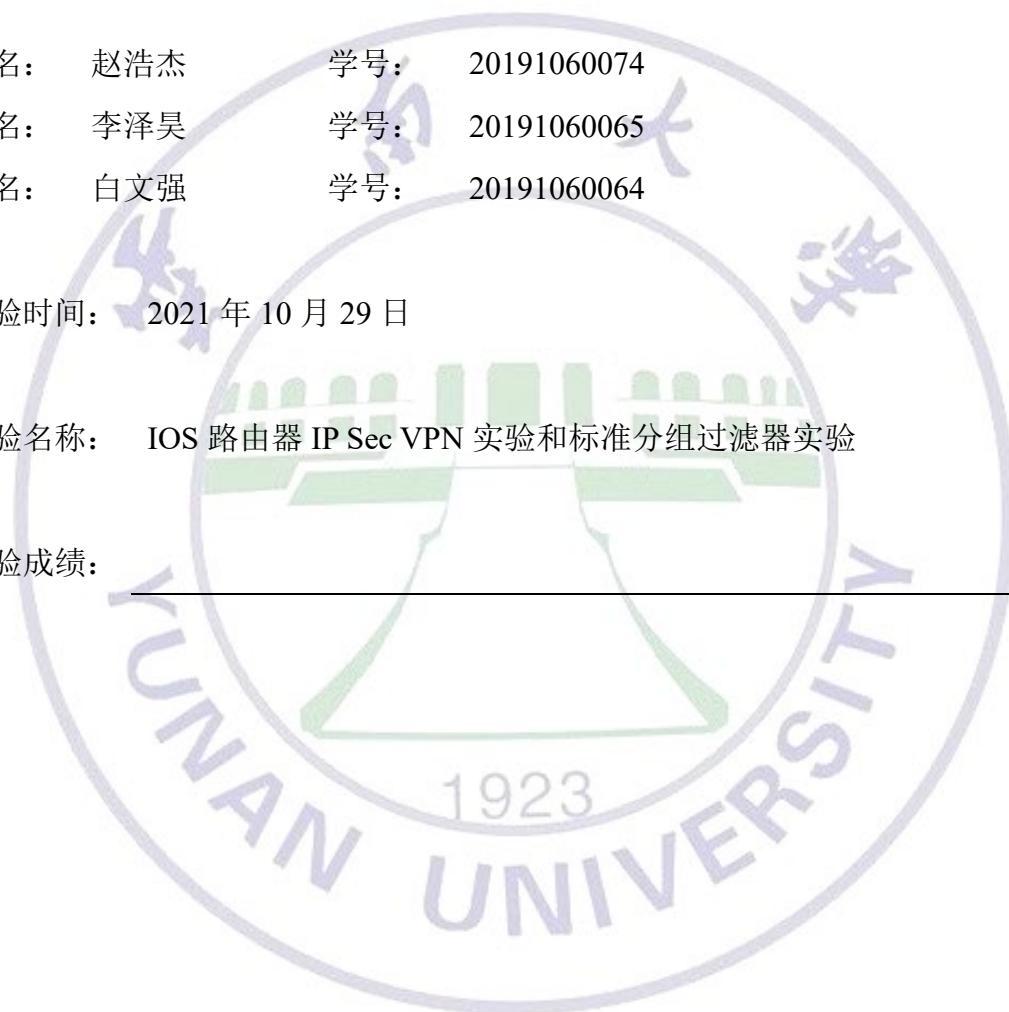 名： 赵浩杰 学号： 20191060074
名： 李泽昊 学号： 20191060065
名： 白文强 学号： 20191060064
验时间： 2021 年 10 月 29 日
验名称： IOS 路由器 IP Sec VPN 实验和标准分组过滤器实验
验成绩：
大
1923
YUNAN UNIVERSITY